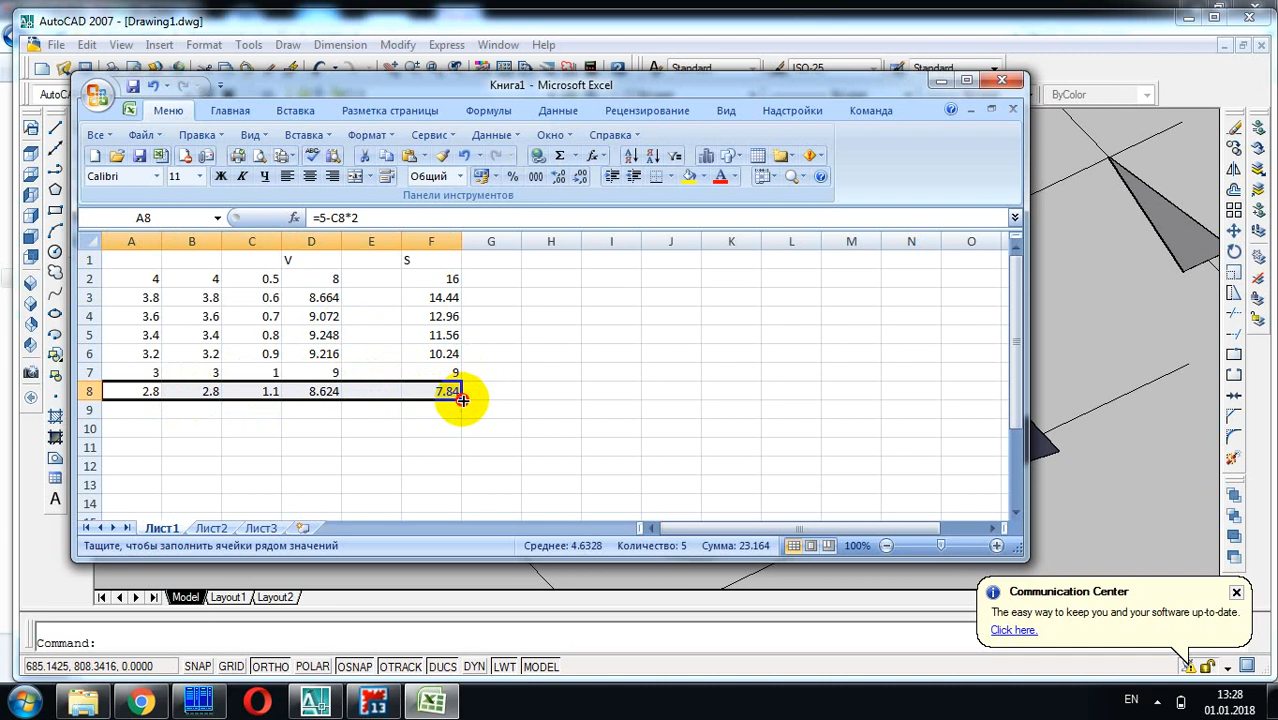 AutoCAD 2007 - [Drawing1.dwg]
File Edit View Insert Format Tools Draw Dimension Modify Express Window Help
Standard ISO-25 Standard
AutoC
ByColor
Книга1 - Microsoft Excel
Меню Главная Вставка Разметка страницы Формулы Данные Рецензирование Вид Надстройки Команда
Все Файл Правка Вид Вставка Формат Сервис Данные Окно Справка
Calibri 11 Ж К Ч Общий % 000
Панели инструментов
A8 fx =5-C8*2
A B C D E F G H I J K L M N O
1 V S
2 4 4 0.5 8 16
3 3.8 3.8 0.6 8.664 14.44
4 3.6 3.6 0.7 9.072 12.96
5 3.4 3.4 0.8 9.248 11.56
6 3.2 3.2 0.9 9.216 10.24
7 3 3 1 9 9
8 2.8 2.8 1.1 8.624 7.84
9
10
11
12
13
14
Лист1 Лист2 Лист3
Тащите, чтобы заполнить ячейки рядом значений Среднее: 4.6328 Количество: 5 Сумма: 23.164 100%
Communication Center
The easy way to keep you and your software up-to-date.
Click here.
Model Layout1 Layout2
Command:
685.1425, 808.3416, 0.0000 SNAP GRID ORTHO POLAR OSNAP OTRACK DUCS DYN LWT MODEL
EN 13:28
01.01.2018